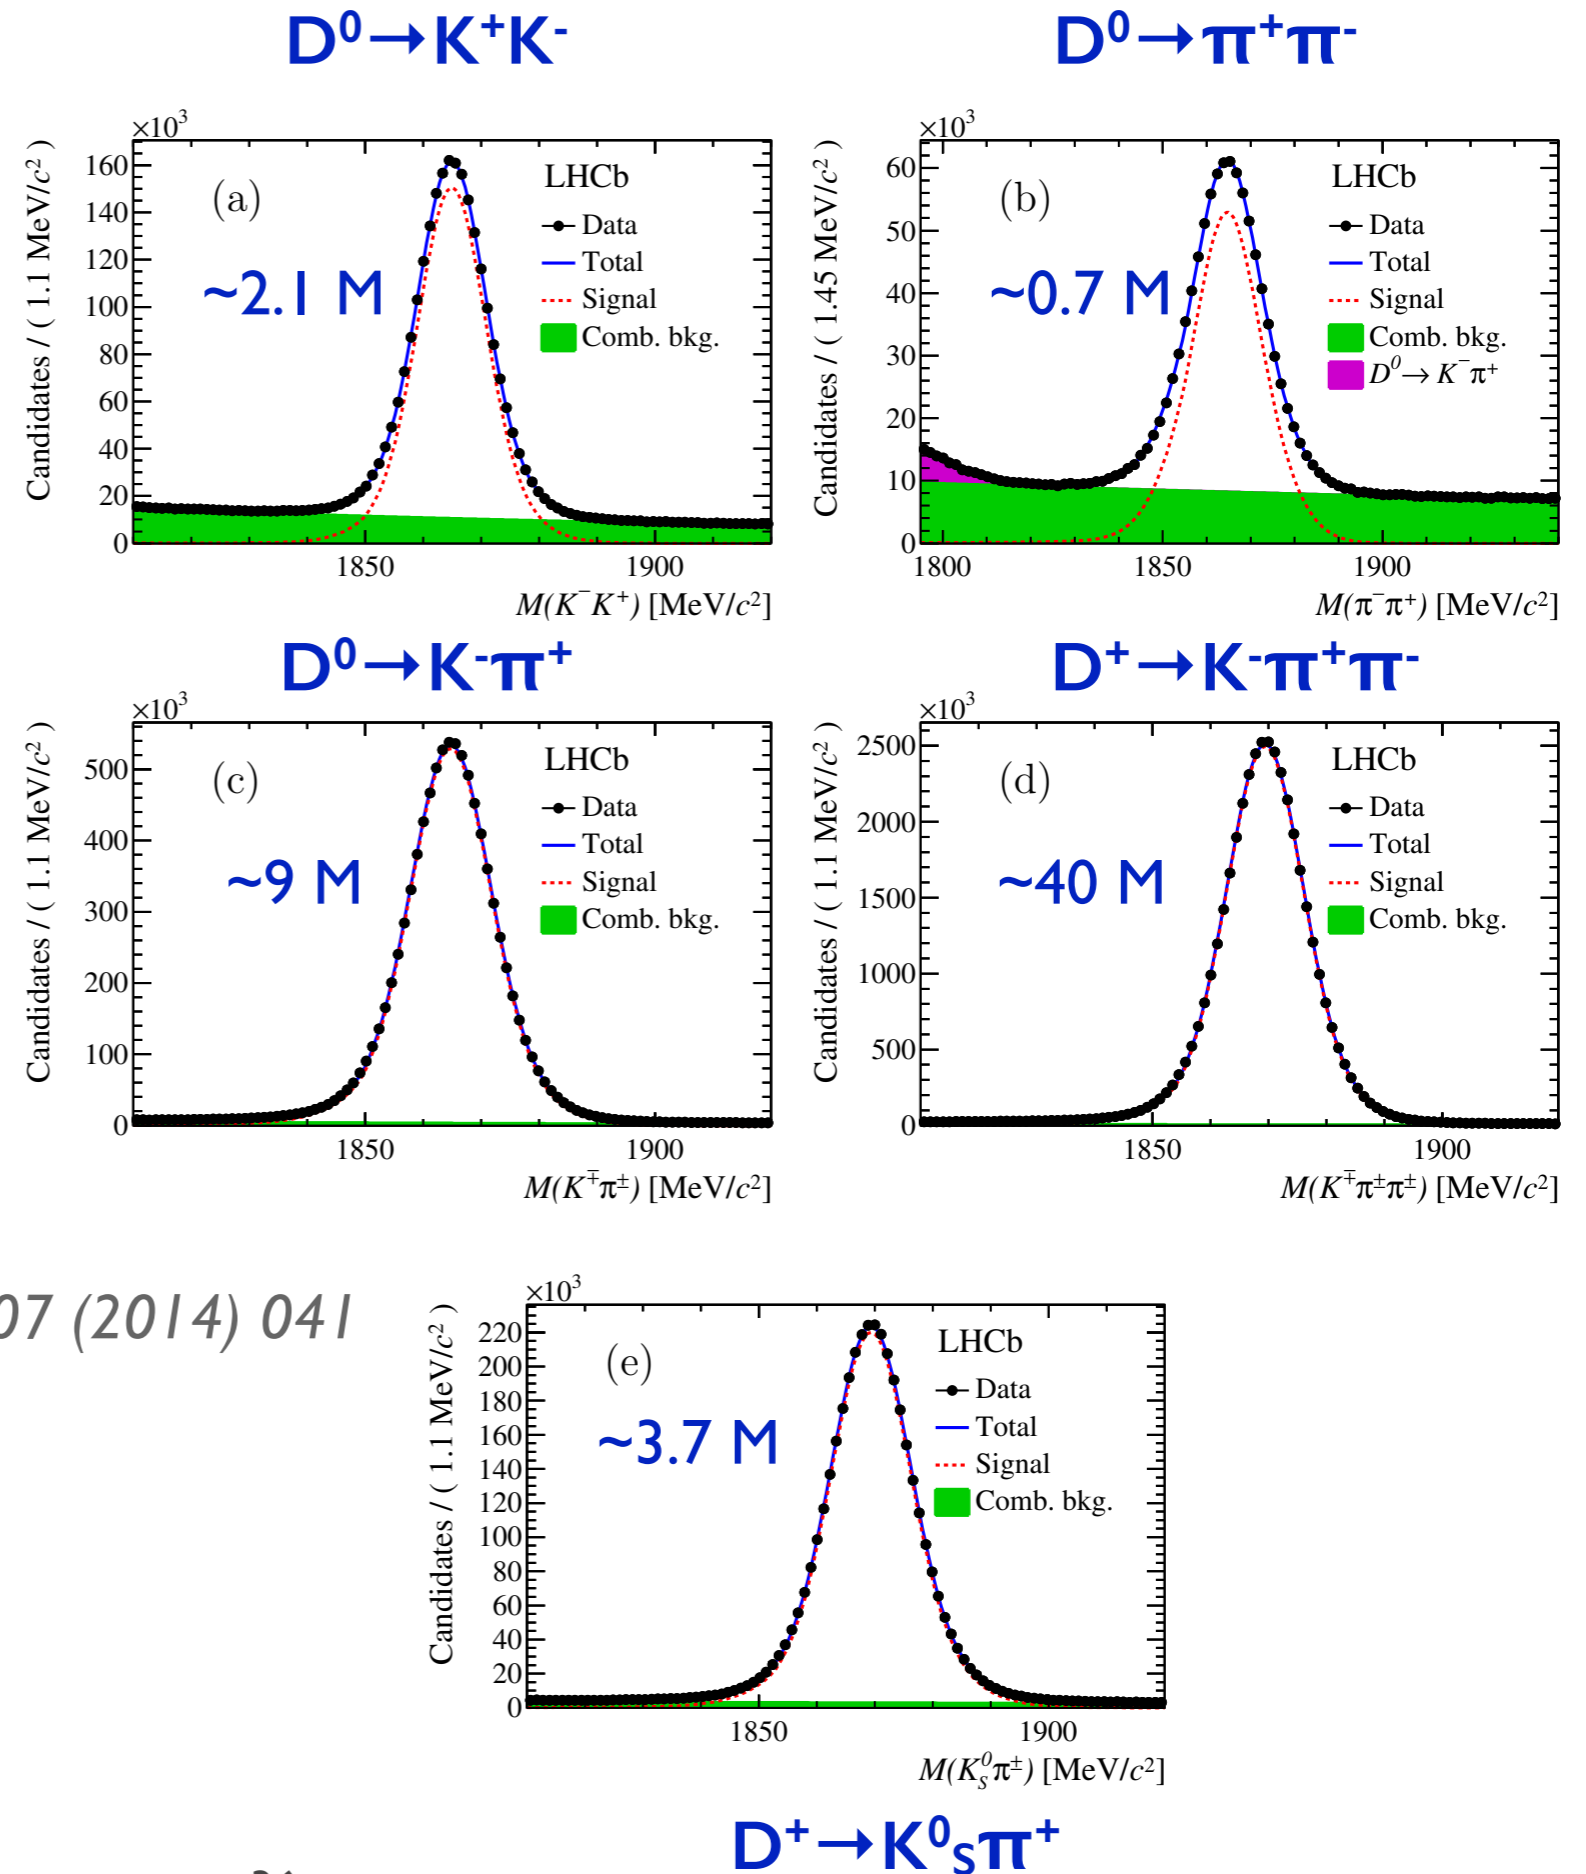 D⁰→K⁺K⁻
×10³
Candidates / ( 1.1 MeV/c² )
160
140
120
100
80
60
40
20
0
(a)
~2.1 M
LHCb
Data
Total
Signal
Comb. bkg.
1850 1900
M(K⁻K⁺) [MeV/c²]
D⁰→π⁺π⁻
×10³
Candidates / ( 1.45 MeV/c² )
60
50
40
30
20
10
0
(b)
~0.7 M
LHCb
Data
Total
Signal
Comb. bkg.
D⁰→ K⁻π⁺
1800 1850 1900
M(π⁻π⁺) [MeV/c²]
D⁰→K⁻π⁺
×10³
Candidates / ( 1.1 MeV/c² )
500
400
300
200
100
0
(c)
~9 M
LHCb
Data
Total
Signal
Comb. bkg.
1850 1900
M(K∓π±) [MeV/c²]
D⁺→K⁻π⁺π⁻
×10³
Candidates / ( 1.1 MeV/c² )
2500
2000
1500
1000
500
0
(d)
~40 M
LHCb
Data
Total
Signal
Comb. bkg.
1850 1900
M(K∓π±π±) [MeV/c²]
07 (2014) 041
×10³
Candidates / ( 1.1 MeV/c² )
220
200
180
160
140
120
100
80
60
40
20
0
(e)
~3.7 M
LHCb
Data
Total
Signal
Comb. bkg.
1850 1900
M(K⁰_Sπ±) [MeV/c²]
D⁺→K⁰_Sπ⁺